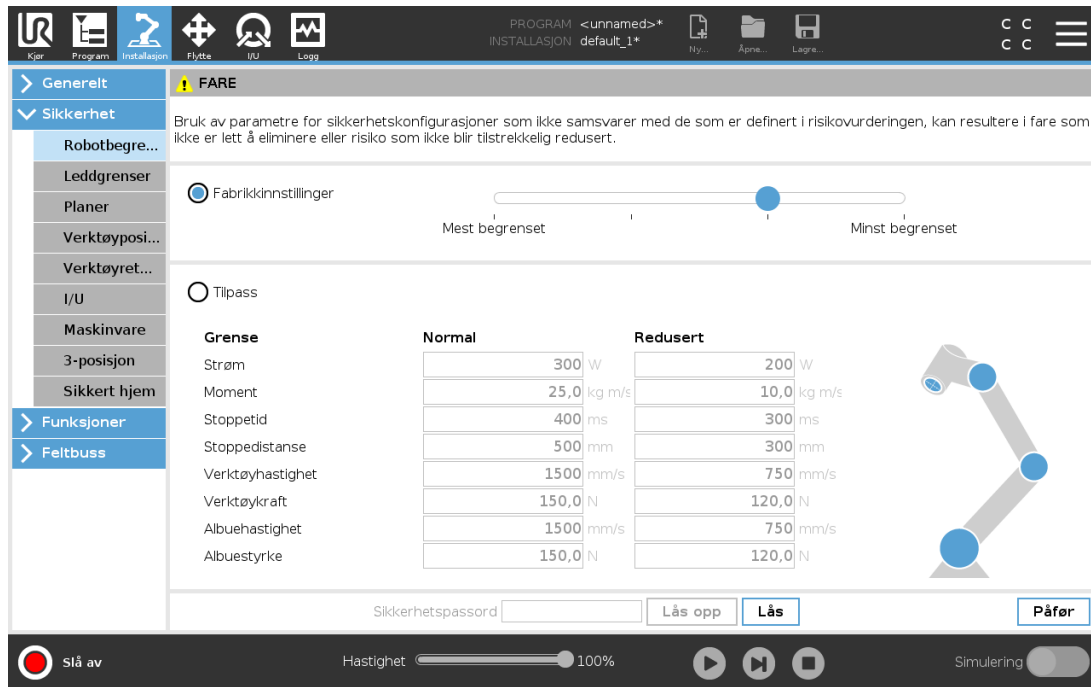 PROGRAM <unnamed>*
INSTALLASJON default_1*
Kjør Program Installasjon Flytte I/U Logg Ny... Åpne... Lagre...
C C
C C
Generelt
Sikkerhet
Robotbegre...
Leddgrenser
Planer
Verktøyposi...
Verktøyret...
I/U
Maskinvare
3-posisjon
Sikkert hjem
Funksjoner
Feltbuss
FARE
Bruk av parametre for sikkerhetskonfigurasjoner som ikke samsvarer med de som er definert i risikovurderingen, kan resultere i fare som
ikke er lett å eliminere eller risiko som ikke blir tilstrekkelig redusert.
Fabrikkinnstillinger
Mest begrenset Minst begrenset
Tilpass
Grense Normal Redusert
Strøm 300 W 200 W
Moment 25,0 kg m/s 10,0 kg m/s
Stoppetid 400 ms 300 ms
Stoppedistanse 500 mm 300 mm
Verktøyhastighet 1500 mm/s 750 mm/s
Verktøykraft 150,0 N 120,0 N
Albuehastighet 1500 mm/s 750 mm/s
Albuestyrke 150,0 N 120,0 N
Sikkerhetspassord Lås opp Lås Påfør
Slå av Hastighet 100% Simulering